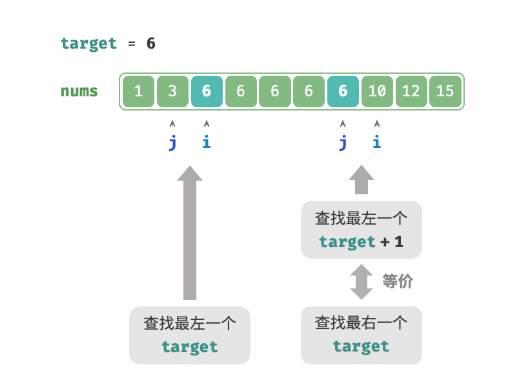 target = 6
nums 1 3 6 6 6 6 6 10 12 15
j i j i
查找最左一个
target + 1
等价
查找最左一个
target
查找最右一个
target